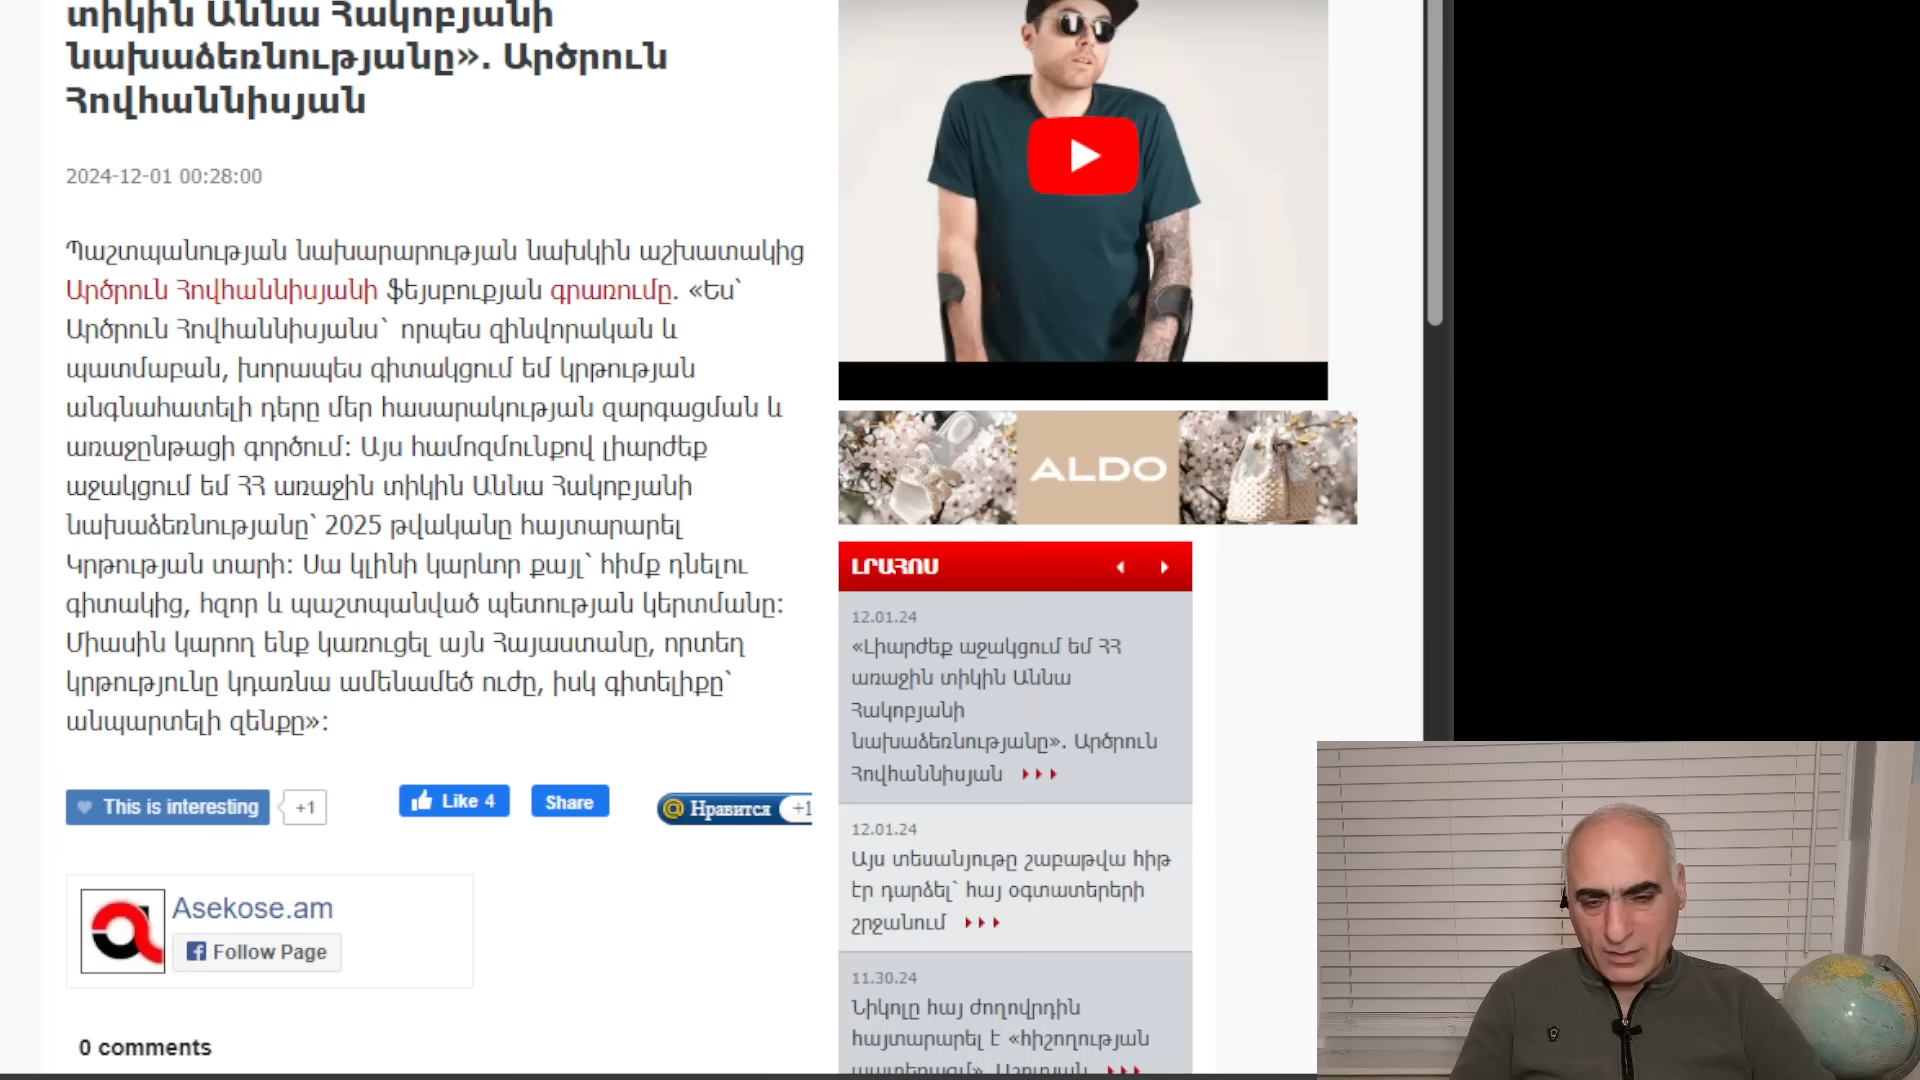 տիկին Աննա Հակոբյանի
նախաձեռնությանը». Արծրուն
Հովհաննիսյան
2024-12-01 00:28:00
Պաշտպանության նախարարության նախկին աշխատակից
Արծրուն Հովհաննիսյանի ֆեյսբուքյան գրառումը. «Ես՝
Արծրուն Հովհաննիսյանս` որպես զինվորական և
պատմաբան, խորապես գիտակցում եմ կրթության
անգնահատելի դերը մեր հասարակության զարգացման և
առաջընթացի գործում: Այս համոզմունքով լիարժեք
աջակցում եմ ՀՀ առաջին տիկին Աննա Հակոբյանի
նախաձեռնությանը՝ 2025 թվականը հայտարարել
Կրթության տարի: Սա կլինի կարևոր քայլ՝ հիմք դնելու
գիտակից, հզոր և պաշտպանված պետության կերտմանը:
Միասին կարող ենք կառուցել այն Հայաստանը, որտեղ
կրթությունը կդառնա ամենամեծ ուժը, իսկ գիտելիքը՝
անպարտելի զենքը»:
This is interesting +1
Like 4
Share
Нравится +1
Asekose.am
Follow Page
0 comments
ALDO
ԼՐԱՀՈՍ
12.01.24
«Լիարժեք աջակցում եմ ՀՀ
առաջին տիկին Աննա
Հակոբյանի
նախաձեռնությանը». Արծրուն
Հովհաննիսյան
12.01.24
Այս տեսանյութը շաբաթվա հիթ
էր դարձել` հայ օգտատերերի
շրջանում
11.30.24
Նիկոլը հայ ժողովրդին
հայտարարել է «հիշողության
պատերազմ». Աշոտյան